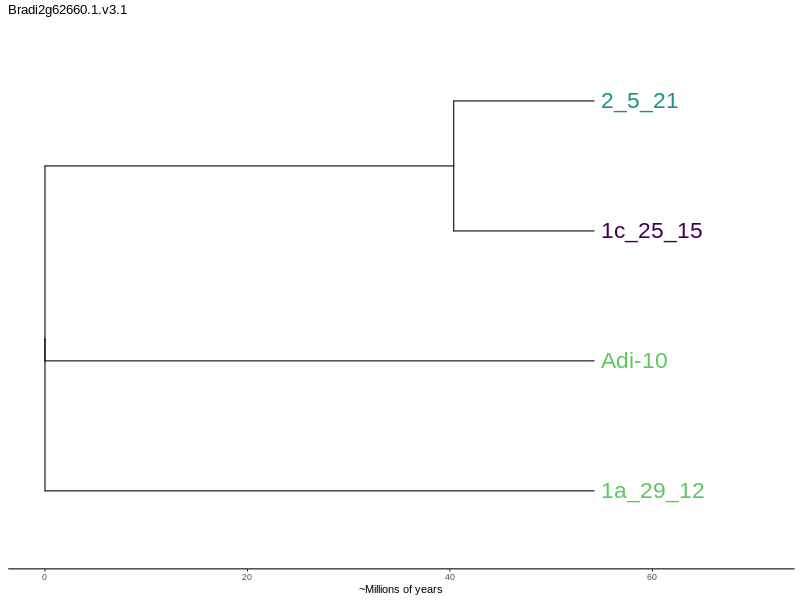 Bradi2g62660.1.v3.1
2_5_21
1c_25_15
Adi-10
1a_29_12
0 20 40 60
~Millions of years